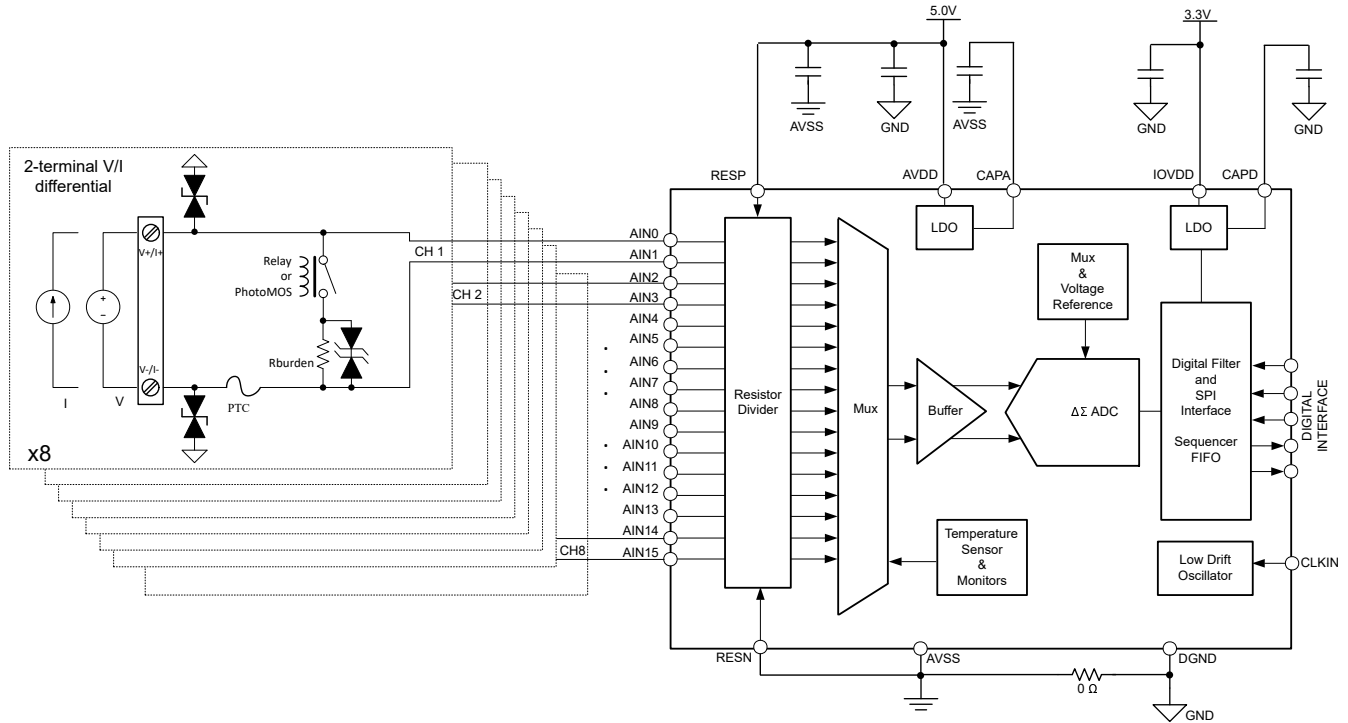 5.0V
3.3V
AVSS
GND
AVSS
GND
GND
2-terminal V/I
differential
RESP
AVDD
CAPA
IOVDD
CAPD
LDO
LDO
V+/I+
Relay
or
PhotoMOS
CH 1
CH 2
Rburden
V-/I-
I
V
PTC
+
−
x8
CH8
AIN0
AIN1
AIN2
AIN3
AIN4
AIN5
AIN6
AIN7
AIN8
AIN9
AIN10
AIN11
AIN12
AIN13
AIN14
AIN15
Resistor
Divider
Mux
Buffer
Mux
&
Voltage
Reference
ΔΣ ADC
Digital Filter
and
SPI
Interface
Sequencer
FIFO
DIGITAL
INTERFACE
Temperature
Sensor
&
Monitors
Low Drift
Oscillator
CLKIN
RESN
AVSS
DGND
0 Ω
GND